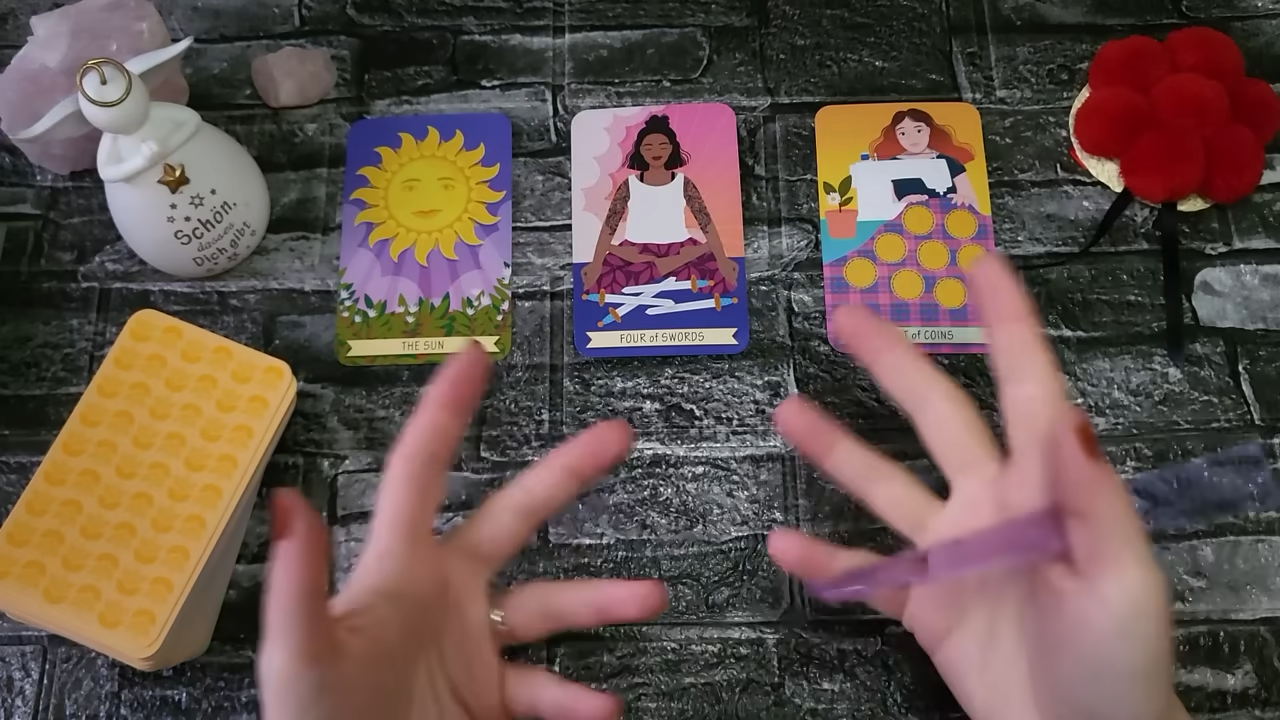 Schön,
dass es
Dich gibt
THE SUN
FOUR of SWORDS
of COINS